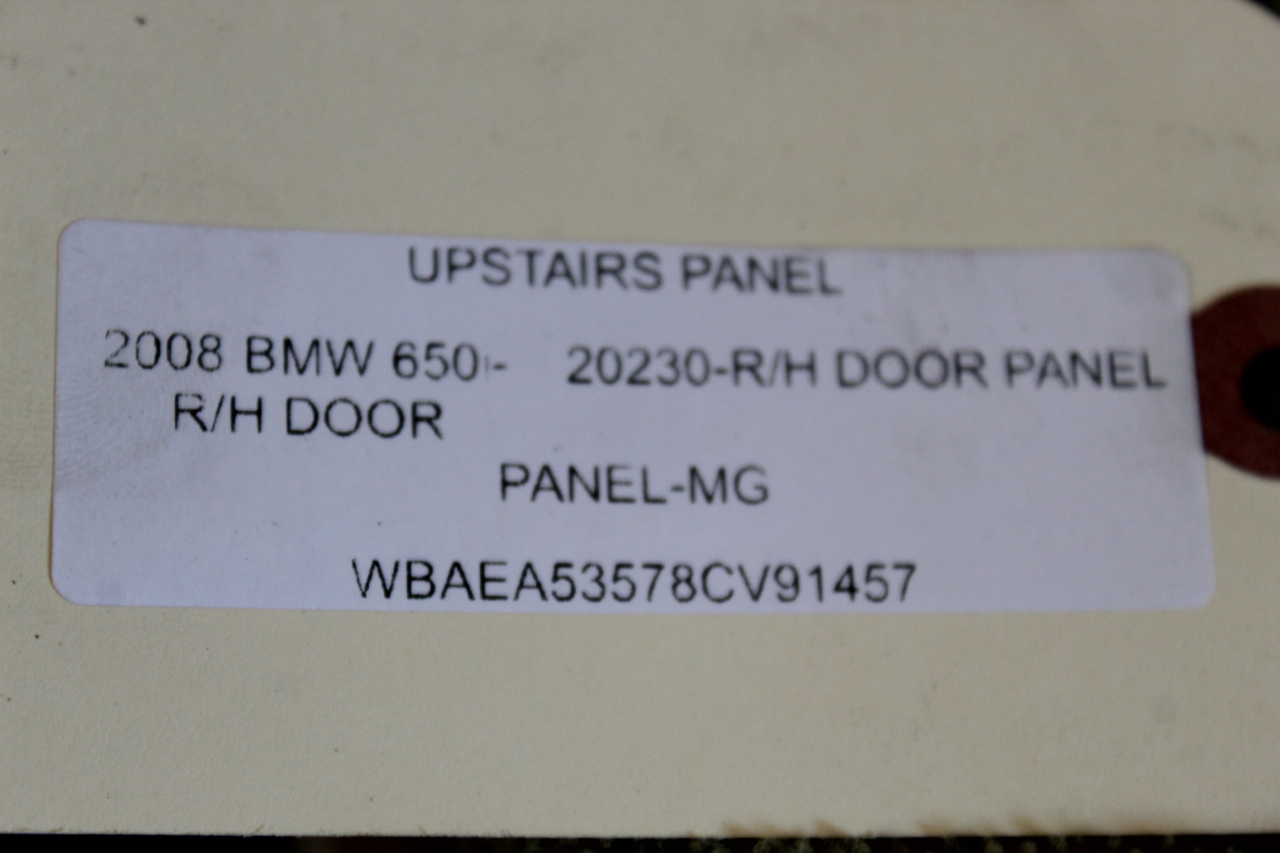 UPSTAIRS PANEL
2008 BMW 650i- 20230-R/H DOOR PANEL
R/H DOOR
PANEL-MG
WBAEA53578CV91457